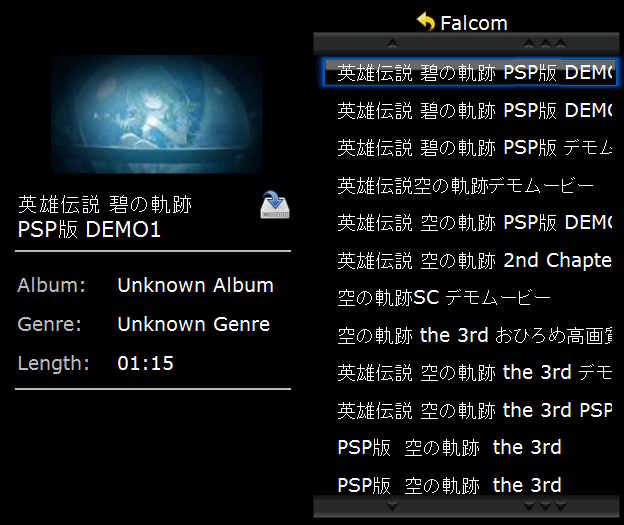 Falcom
英雄伝説 碧の軌跡
PSP版 DEMO1
Album: Unknown Album
Genre: Unknown Genre
Length: 01:15
英雄伝説 碧の軌跡 PSP版 DEMO
英雄伝説 碧の軌跡 PSP版 DEMO
英雄伝説 碧の軌跡 PSP版 デモム
英雄伝説空の軌跡デモムービー
英雄伝説 空の軌跡 PSP版 DEMO
英雄伝説 空の軌跡 2nd Chapte
空の軌跡SC デモムービー
空の軌跡 the 3rd おひろめ高画質
英雄伝説 空の軌跡 the 3rd デモ
英雄伝説 空の軌跡 the 3rd PSP
PSP版 空の軌跡 the 3rd
PSP版 空の軌跡 the 3rd